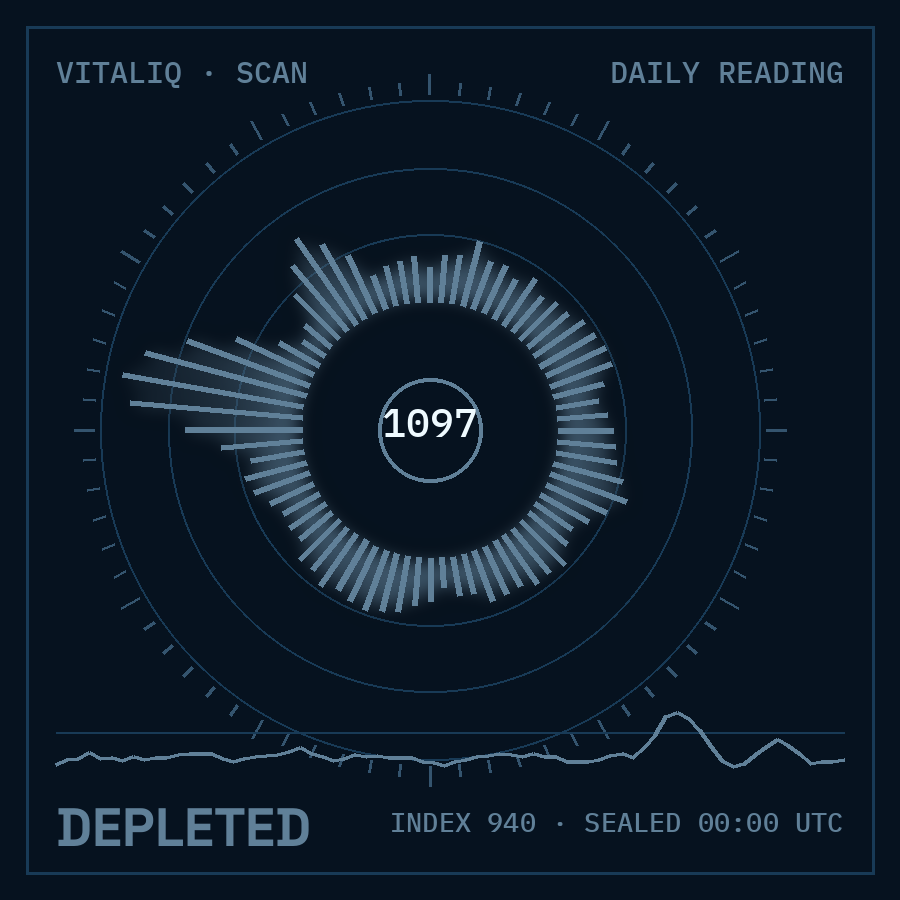 VITALIQ · SCAN
DAILY READING
1097
DEPLETED
INDEX 940 · SEALED 00:00 UTC